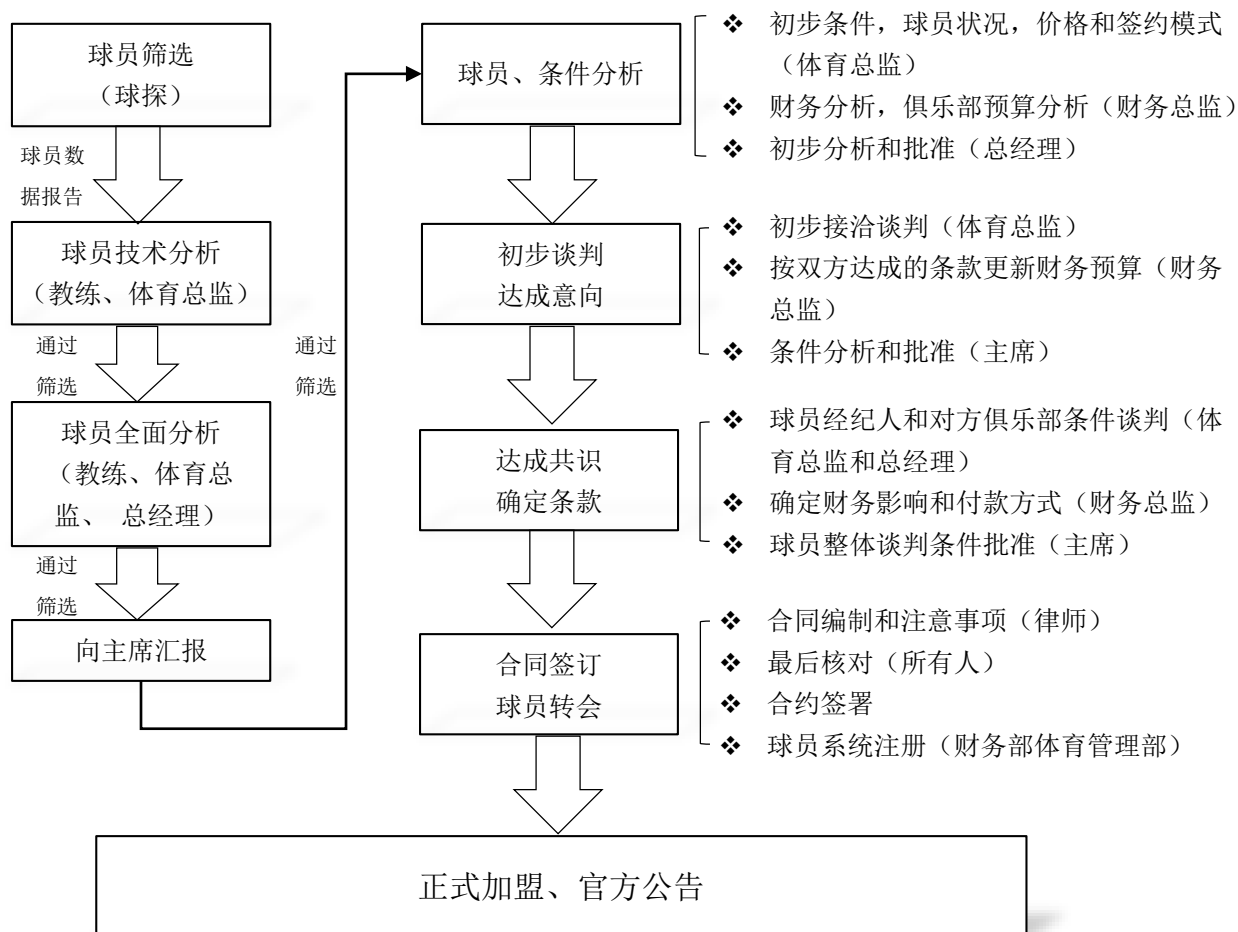 球员筛选
（球探）
球员数
据报告
球员技术分析
（教练、体育总监）
通过
筛选
球员全面分析
（教练、体育总
监、 总经理）
通过
筛选
向主席汇报
通过
筛选
球员、条件分析
❖ 初步条件，球员状况，价格和签约模式
（体育总监）
❖ 财务分析，俱乐部预算分析（财务总监）
❖ 初步分析和批准（总经理）
初步谈判
达成意向
❖ 初步接洽谈判（体育总监）
❖ 按双方达成的条款更新财务预算（财务
总监）
❖ 条件分析和批准（主席）
达成共识
确定条款
❖ 球员经纪人和对方俱乐部条件谈判（体
育总监和总经理）
❖ 确定财务影响和付款方式（财务总监）
❖ 球员整体谈判条件批准（主席）
合同签订
球员转会
❖ 合同编制和注意事项（律师）
❖ 最后核对（所有人）
❖ 合约签署
❖ 球员系统注册（财务部体育管理部）
正式加盟、官方公告